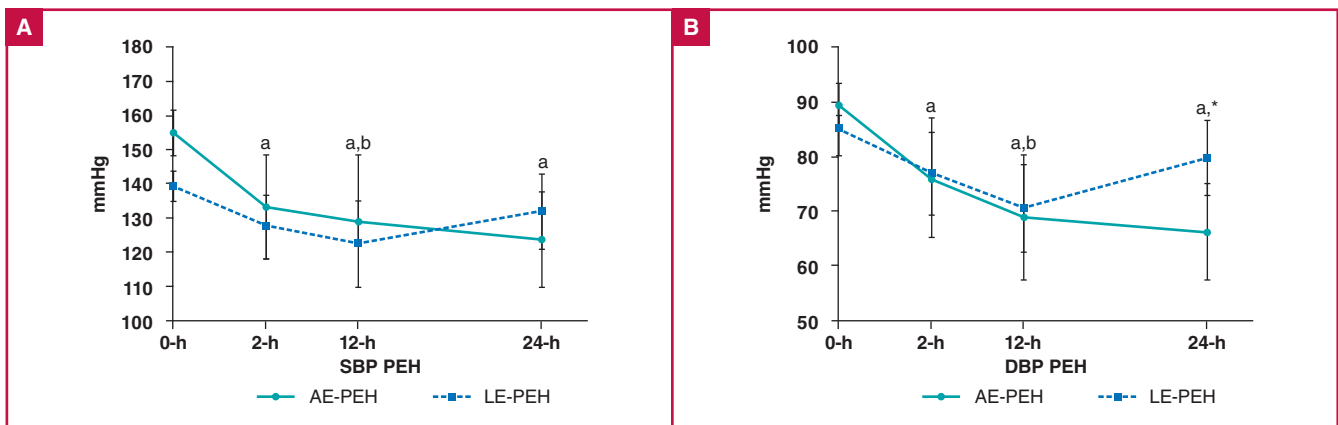 A
180
170
160
150
140
130
120
110
100
mmHg
a
a,b
a
0-h 2-h 12-h 24-h
SBP PEH
AE-PEH LE-PEH
B
100
90
80
70
60
50
mmHg
a
a,b
a,*
0-h 2-h 12-h 24-h
DBP PEH
AE-PEH LE-PEH